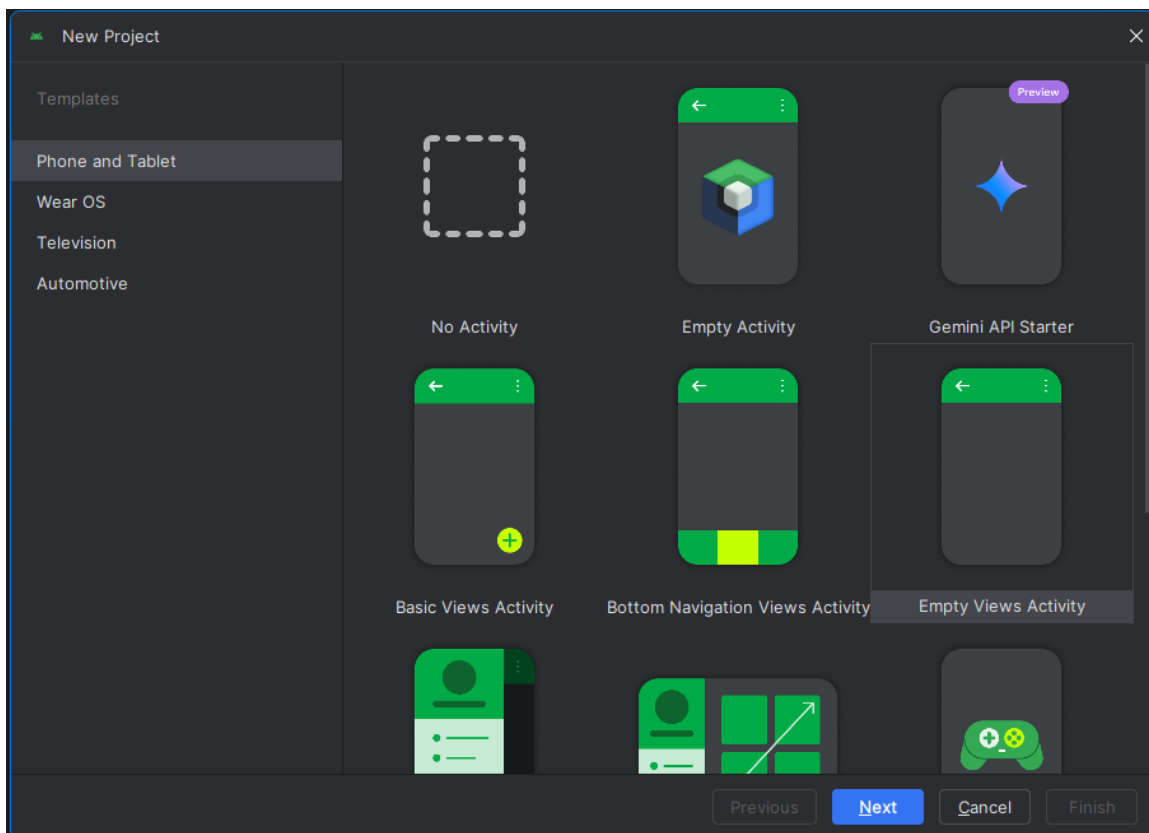 New Project
Templates
Phone and Tablet
Wear OS
Television
Automotive
Preview
No Activity
Empty Activity
Gemini API Starter
Basic Views Activity
Bottom Navigation Views Activity
Empty Views Activity
Previous
Next
Cancel
Finish